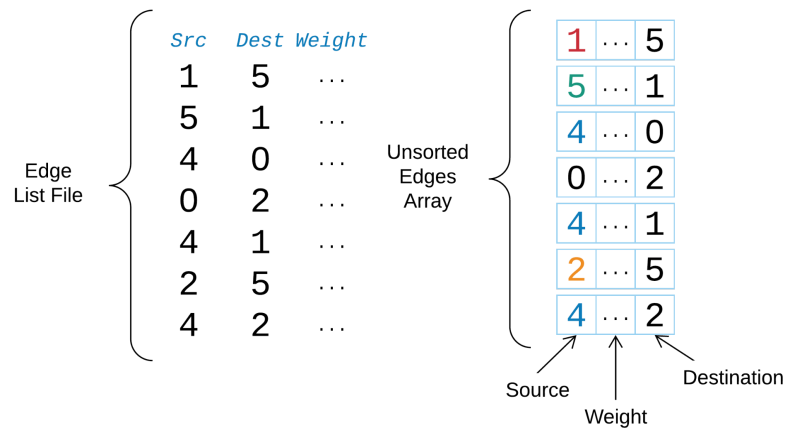 Edge
List File
Src Dest Weight
1 5 ...
5 1 ...
4 0 ...
0 2 ...
4 1 ...
2 5 ...
4 2 ...
Unsorted
Edges
Array
1 ... 5
5 ... 1
4 ... 0
0 ... 2
4 ... 1
2 ... 5
4 ... 2
Source
Weight
Destination